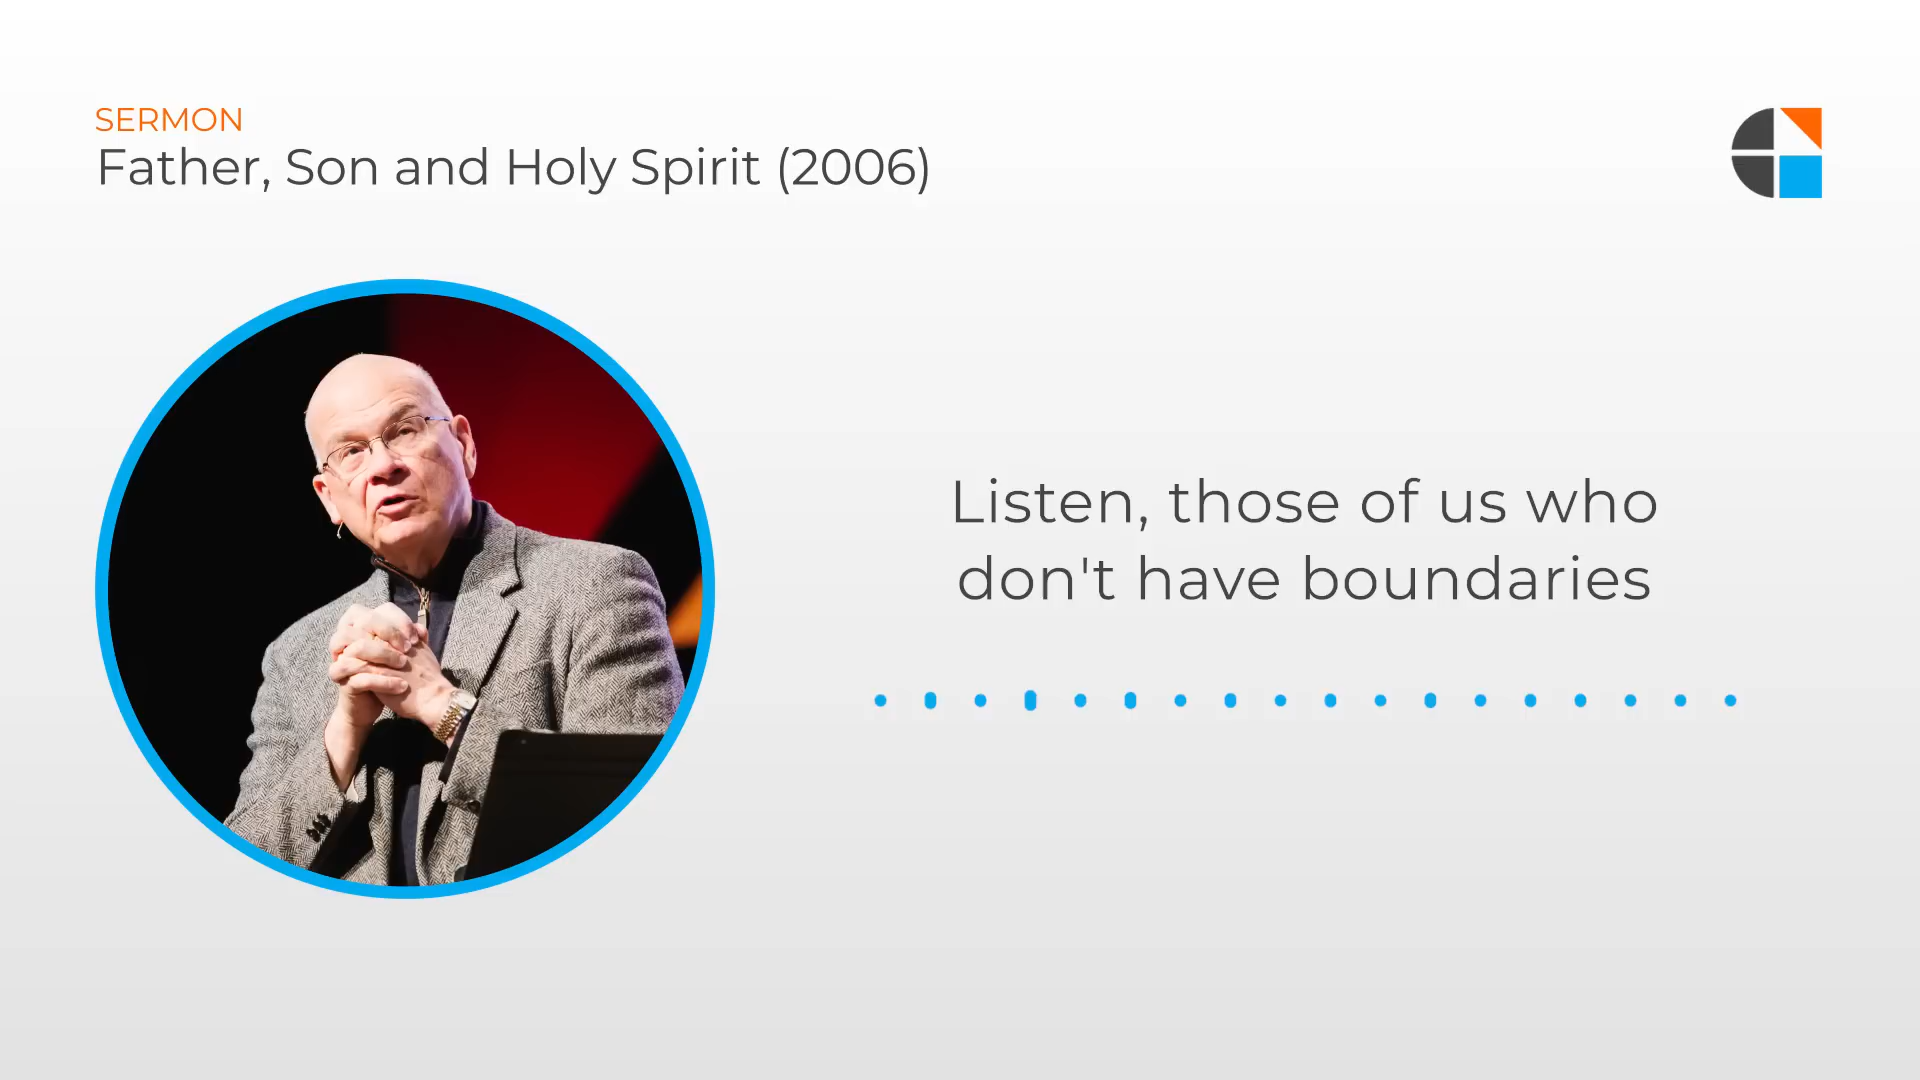 SERMON
Father, Son and Holy Spirit (2006)
Listen, those of us who
don't have boundaries